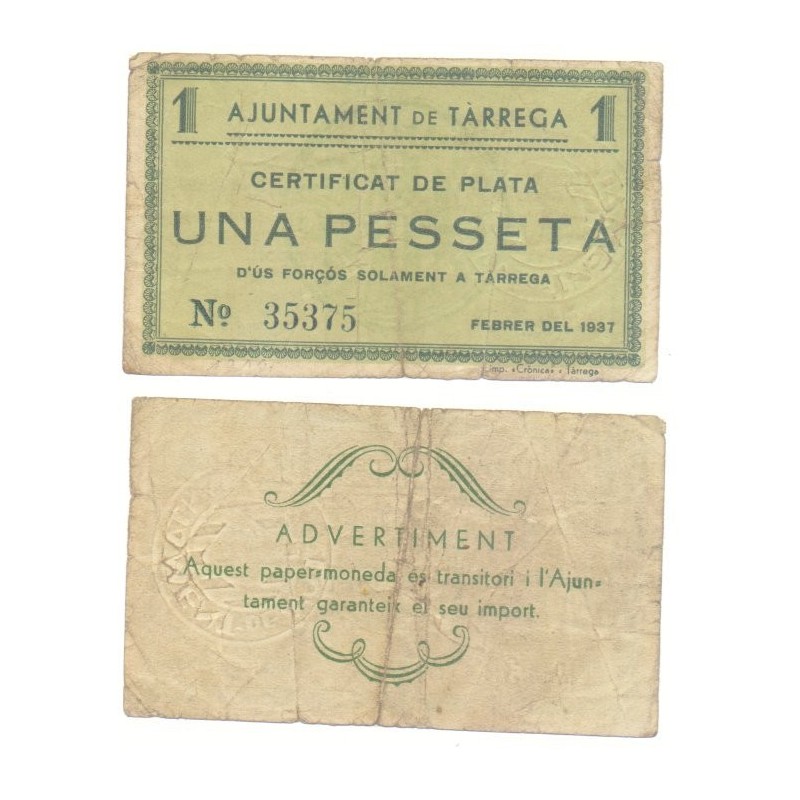 1 AJUNTAMENT DE TÀRREGA 1
CERTIFICAT DE PLATA
UNA PESSETA
D'ÚS FORÇÓS SOLAMENT A TÀRREGA
Nº 35375 FEBRER DEL 1937
Imp. «Crònica» - Tàrrega
ADVERTIMENT
Aquest paper=moneda és transitori i l'Ajun=
tament garanteix el seu import.